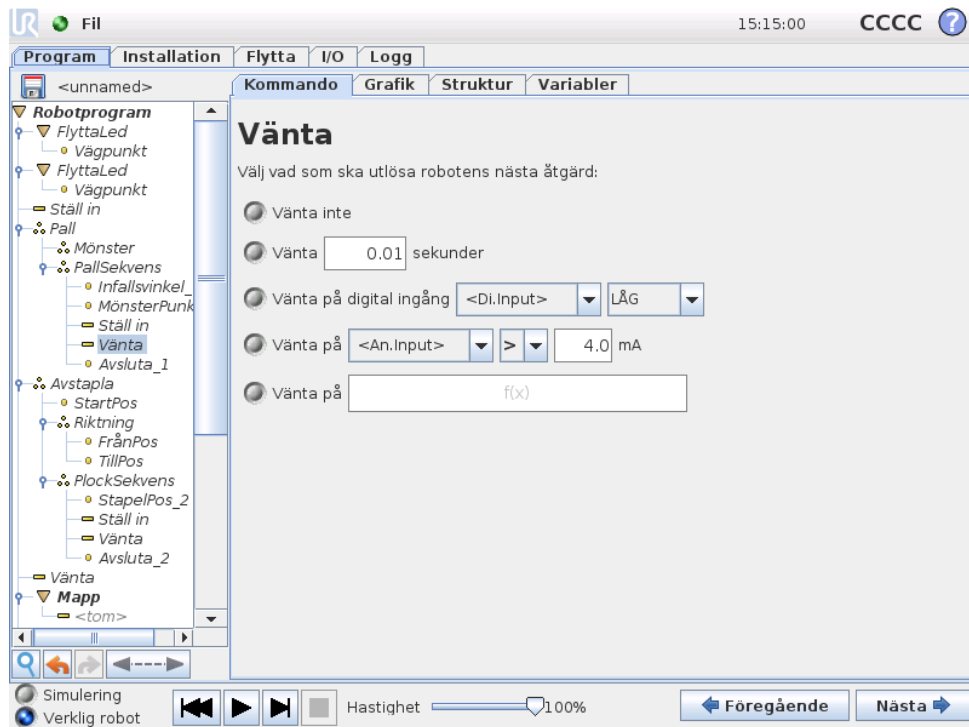 UR Fil 15:15:00 CCCC ?
Program Installation Flytta I/O Logg
<unnamed>
Kommando Grafik Struktur Variabler
Robotprogram
FlyttaLed
Vägpunkt
FlyttaLed
Vägpunkt
Ställ in
Pall
Mönster
PallSekvens
Infallsvinkel_
MönsterPunk
Ställ in
Vänta
Avsluta_1
Avstapla
StartPos
Riktning
FrånPos
TillPos
PlockSekvens
StapelPos_2
Ställ in
Vänta
Avsluta_2
Vänta
Mapp
<tom>
Vänta
Välj vad som ska utlösa robotens nästa åtgärd:
Vänta inte
Vänta 0.01 sekunder
Vänta på digital ingång <Di.Input> LÅG
Vänta på <An.Input> > 4.0 mA
Vänta på f(x)
Simulering
Verklig robot
Hastighet 100%
Föregående Nästa